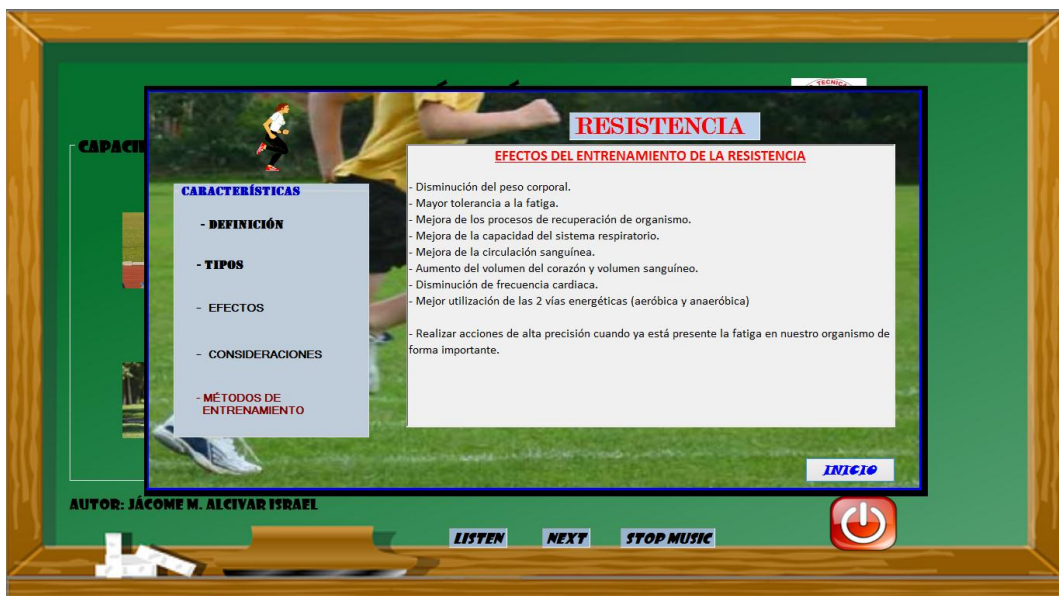 TECNICA
CAPACI
RESISTENCIA
EFECTOS DEL ENTRENAMIENTO DE LA RESISTENCIA
- Disminución del peso corporal.
- Mayor tolerancia a la fatiga.
- Mejora de los procesos de recuperación de organismo.
- Mejora de la capacidad del sistema respiratorio.
- Mejora de la circulación sanguínea.
- Aumento del volumen del corazón y volumen sanguíneo.
- Disminución de frecuencia cardiaca.
- Mejor utilización de las 2 vías energéticas (aeróbica y anaeróbica)
- Realizar acciones de alta precisión cuando ya está presente la fatiga en nuestro organismo de
forma importante.
CARACTERÍSTICAS
- DEFINICIÓN
- TIPOS
- EFECTOS
- CONSIDERACIONES
- MÉTODOS DE
ENTRENAMIENTO
INICIO
AUTOR: JÁCOME M. ALCIVAR ISRAEL
LISTEN NEXT STOP MUSIC